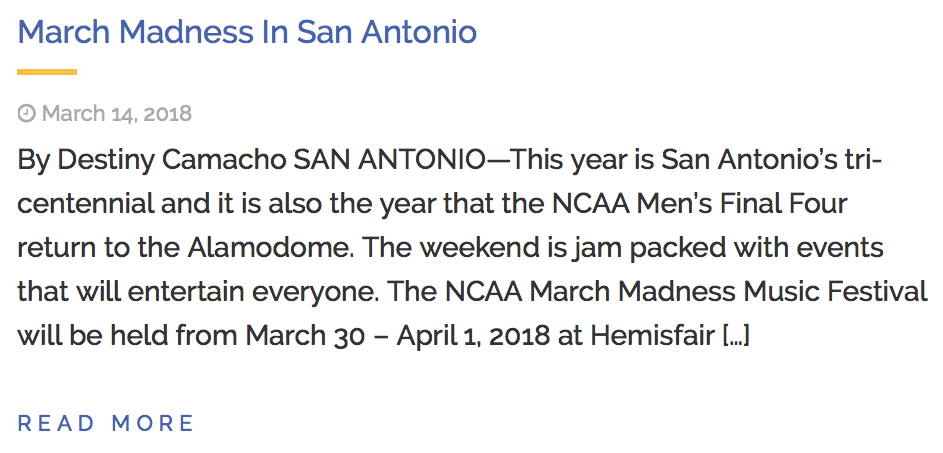 March Madness In San Antonio
March 14, 2018
By Destiny Camacho SAN ANTONIO—This year is San Antonio’s tri-
centennial and it is also the year that the NCAA Men’s Final Four
return to the Alamodome. The weekend is jam packed with events
that will entertain everyone. The NCAA March Madness Music Festival
will be held from March 30 – April 1, 2018 at Hemisfair […]
READ MORE